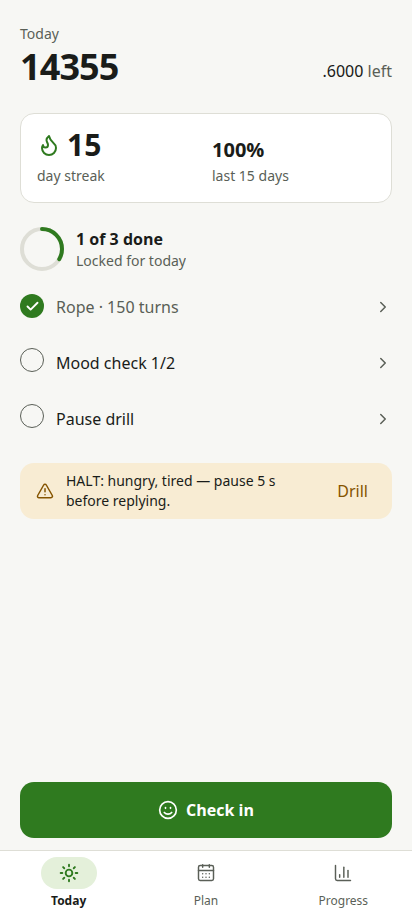 Today
14355
.6000 left
15
day streak
100%
last 15 days
1 of 3 done
Locked for today
Rope · 150 turns
Mood check 1/2
Pause drill
HALT: hungry, tired — pause 5 s
before replying.
Drill
Check in
Today
Plan
Progress